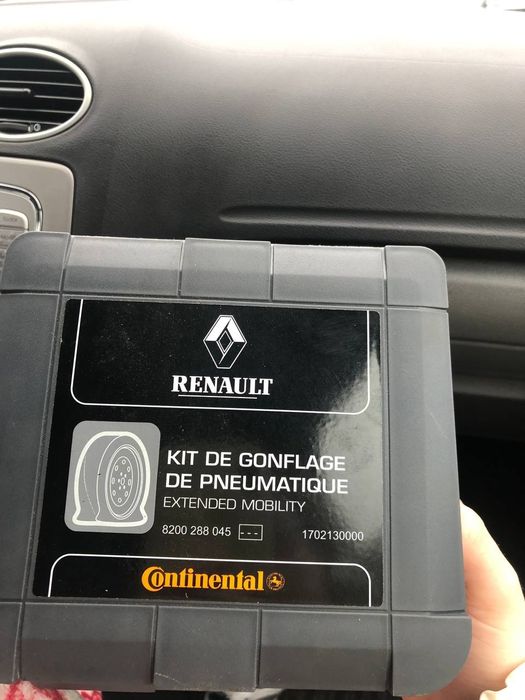 RENAULT
KIT DE GONFLAGE
DE PNEUMATIQUE
EXTENDED MOBILITY
8200 288 045 --- 1702130000
Continental